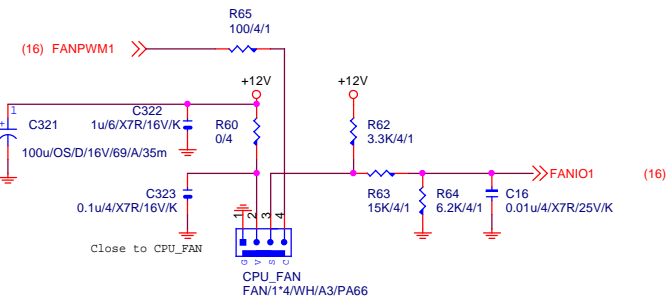 R65
100/4/1
(16) FANPWM1
+12V
+12V
1
C321
100u/OS/D/16V/69/A/35m
C322
1u/6/X7R/16V/K
R60
0/4
R62
3.3K/4/1
FANIO1
(16)
C323
0.1u/4/X7R/16V/K
R63
15K/4/1
R64
6.2K/4/1
C16
0.01u/4/X7R/25V/K
1
2
3
4
Close to CPU_FAN
G
V
S
C
CPU_FAN
FAN/1*4/WH/A3/PA66